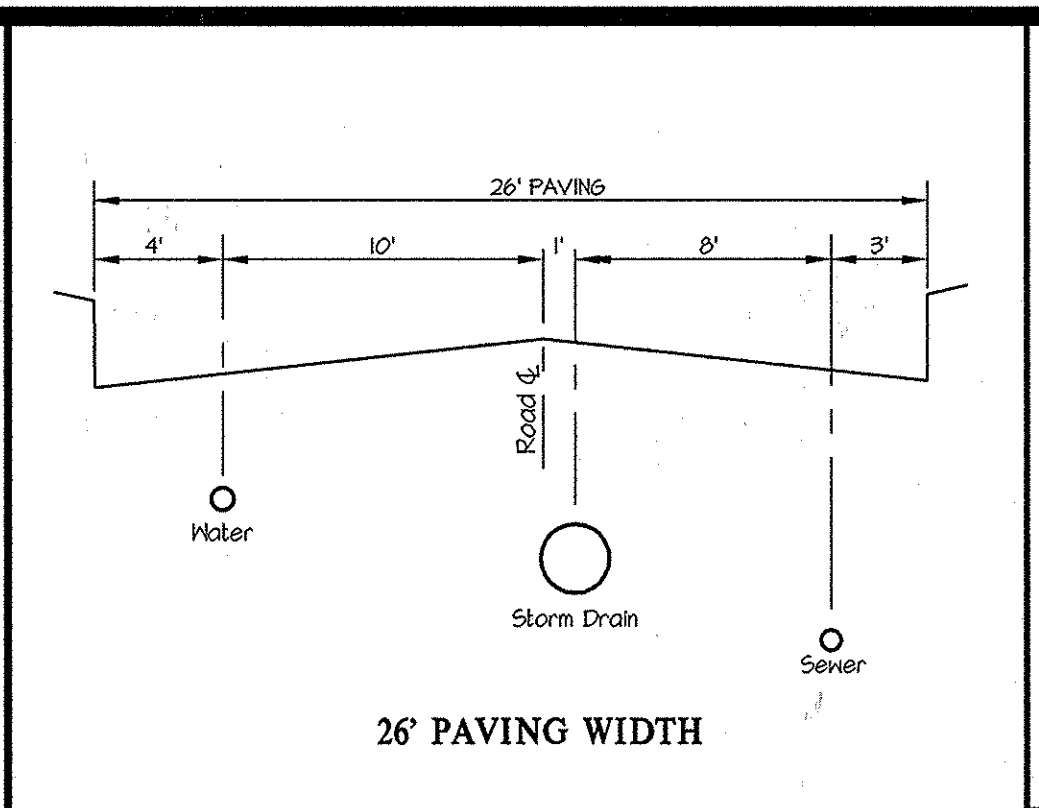 26' PAVING
4' 10' 1' 8' 3'
Road ℄
Water
Storm Drain
Sewer
26' PAVING WIDTH